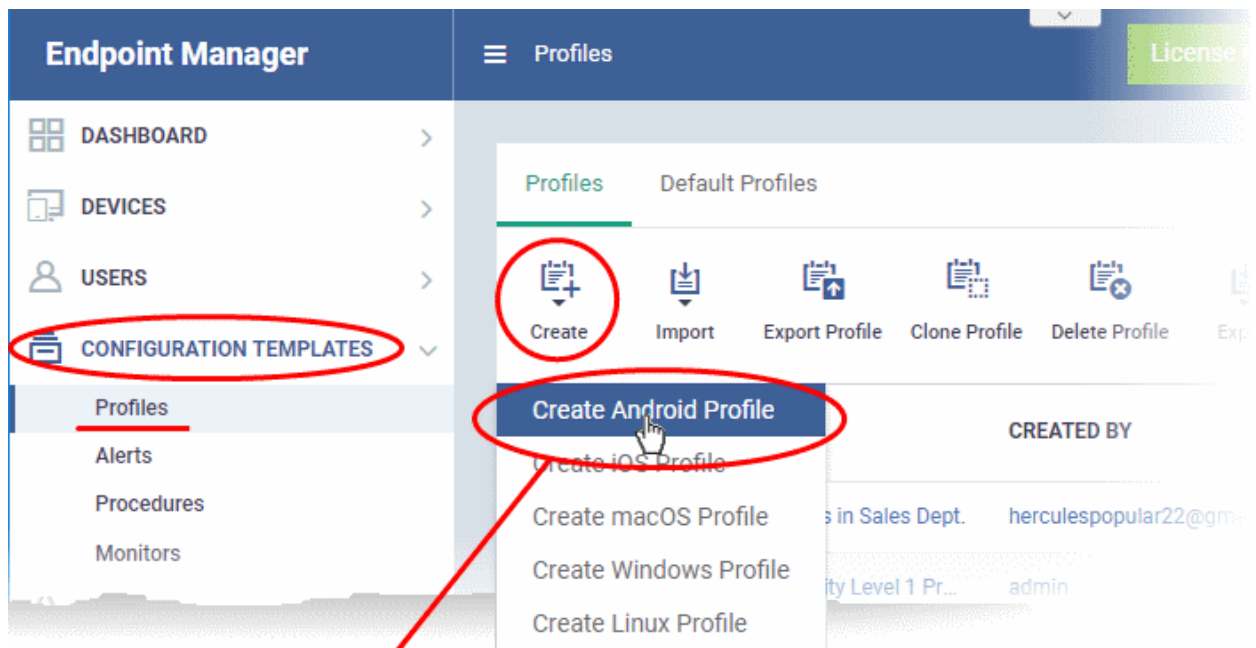 Endpoint Manager
Profiles
License
DASHBOARD
DEVICES
USERS
CONFIGURATION TEMPLATES
Profiles
Alerts
Procedures
Monitors
Profiles Default Profiles
Create Import Export Profile Clone Profile Delete Profile
Create Android Profile
Create iOS Profile
Create macOS Profile
Create Windows Profile
Create Linux Profile
CREATED BY
s in Sales Dept. herculespopular22@gm
ity Level 1 Pr... admin